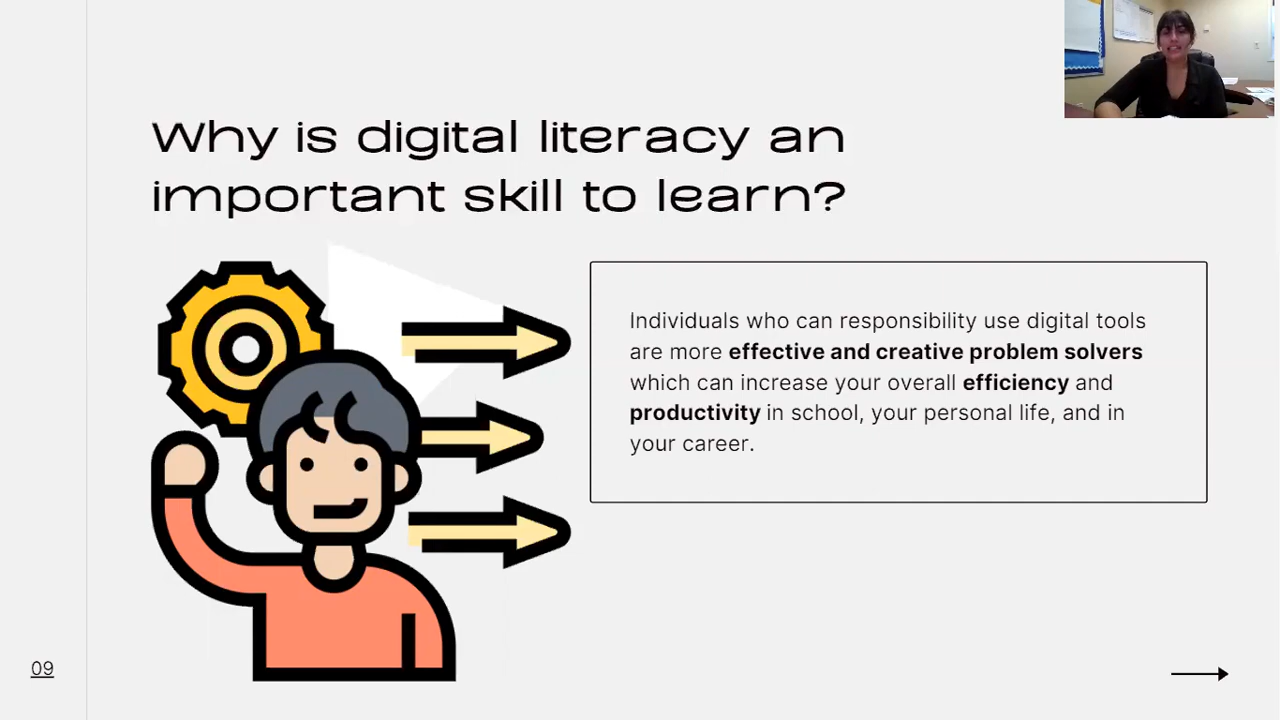 Why is digital literacy an
important skill to learn?
Individuals who can responsibility use digital tools
are more effective and creative problem solvers
which can increase your overall efficiency and
productivity in school, your personal life, and in
your career.
09